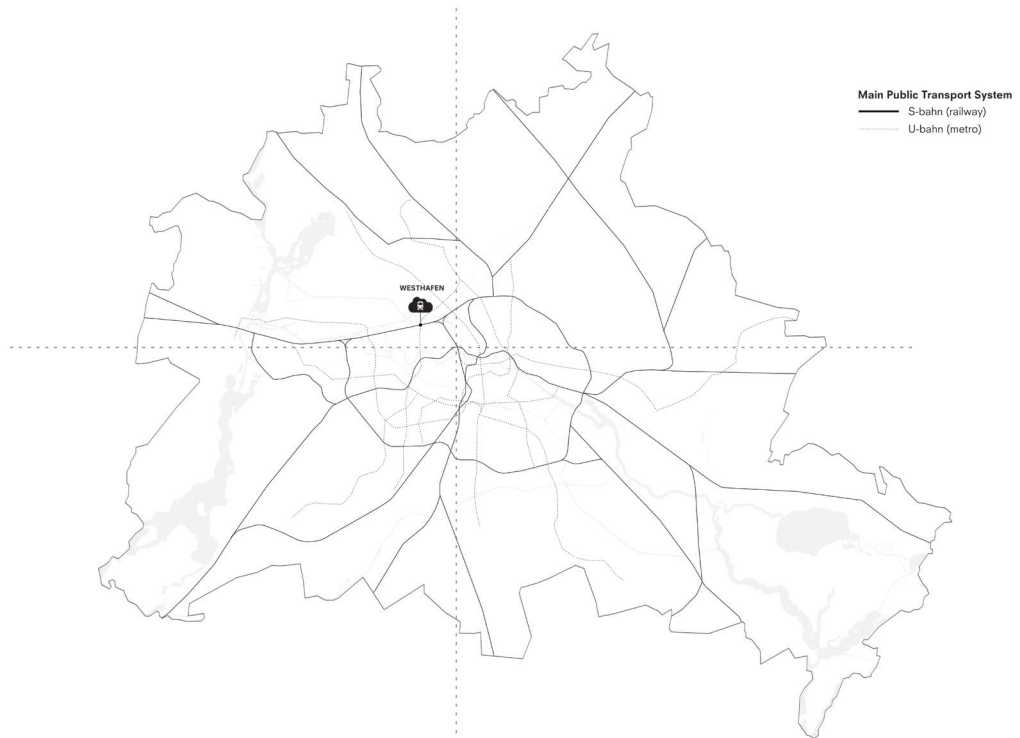 Main Public Transport System
S-bahn (railway)
U-bahn (metro)
WESTHAFEN